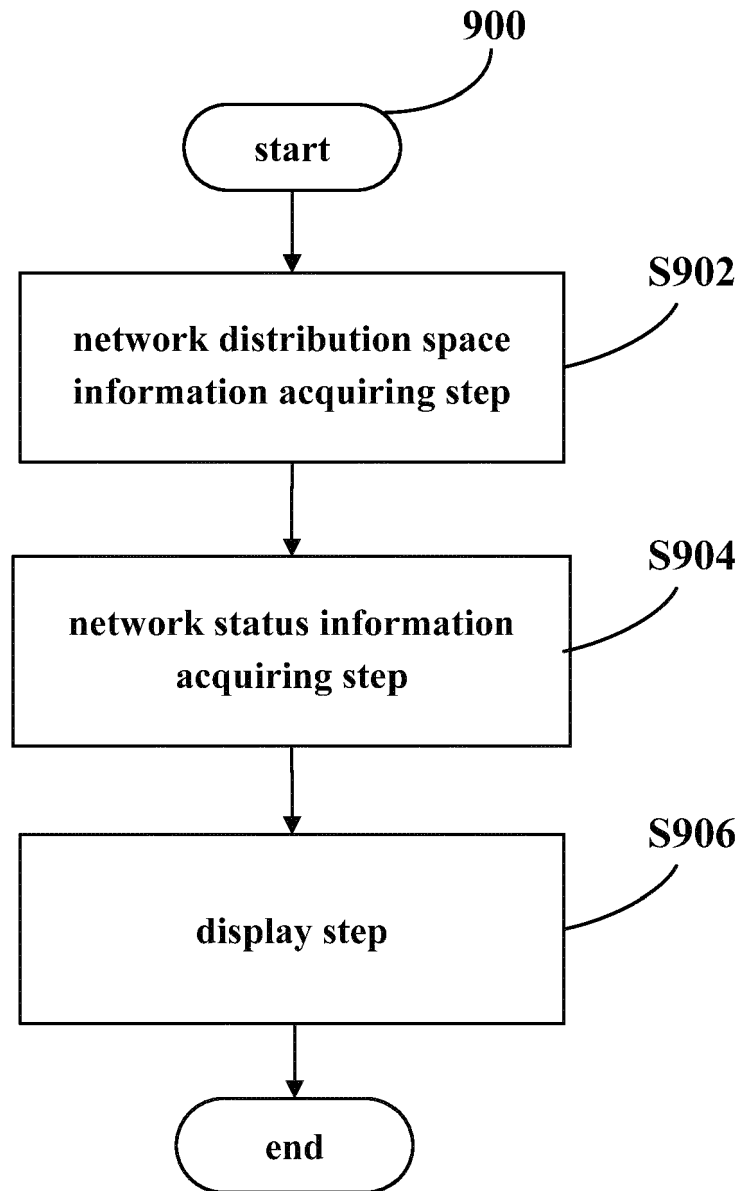 900
start
S902
network distribution space
information acquiring step
S904
network status information
acquiring step
S906
display step
end